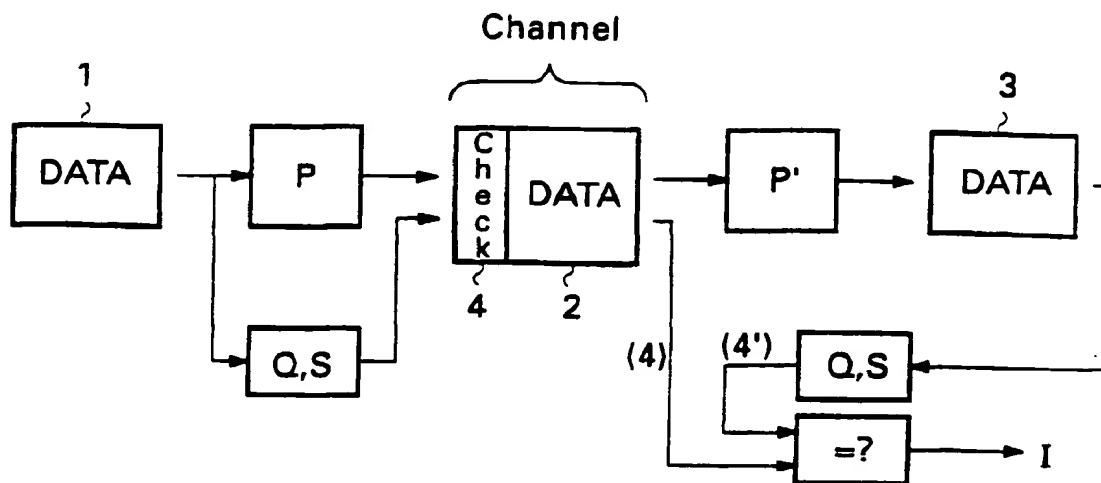 Channel
1
3
DATA
P
Check
DATA
P'
DATA
4
2
Q,S
(4)
(4')
Q,S
=?
I